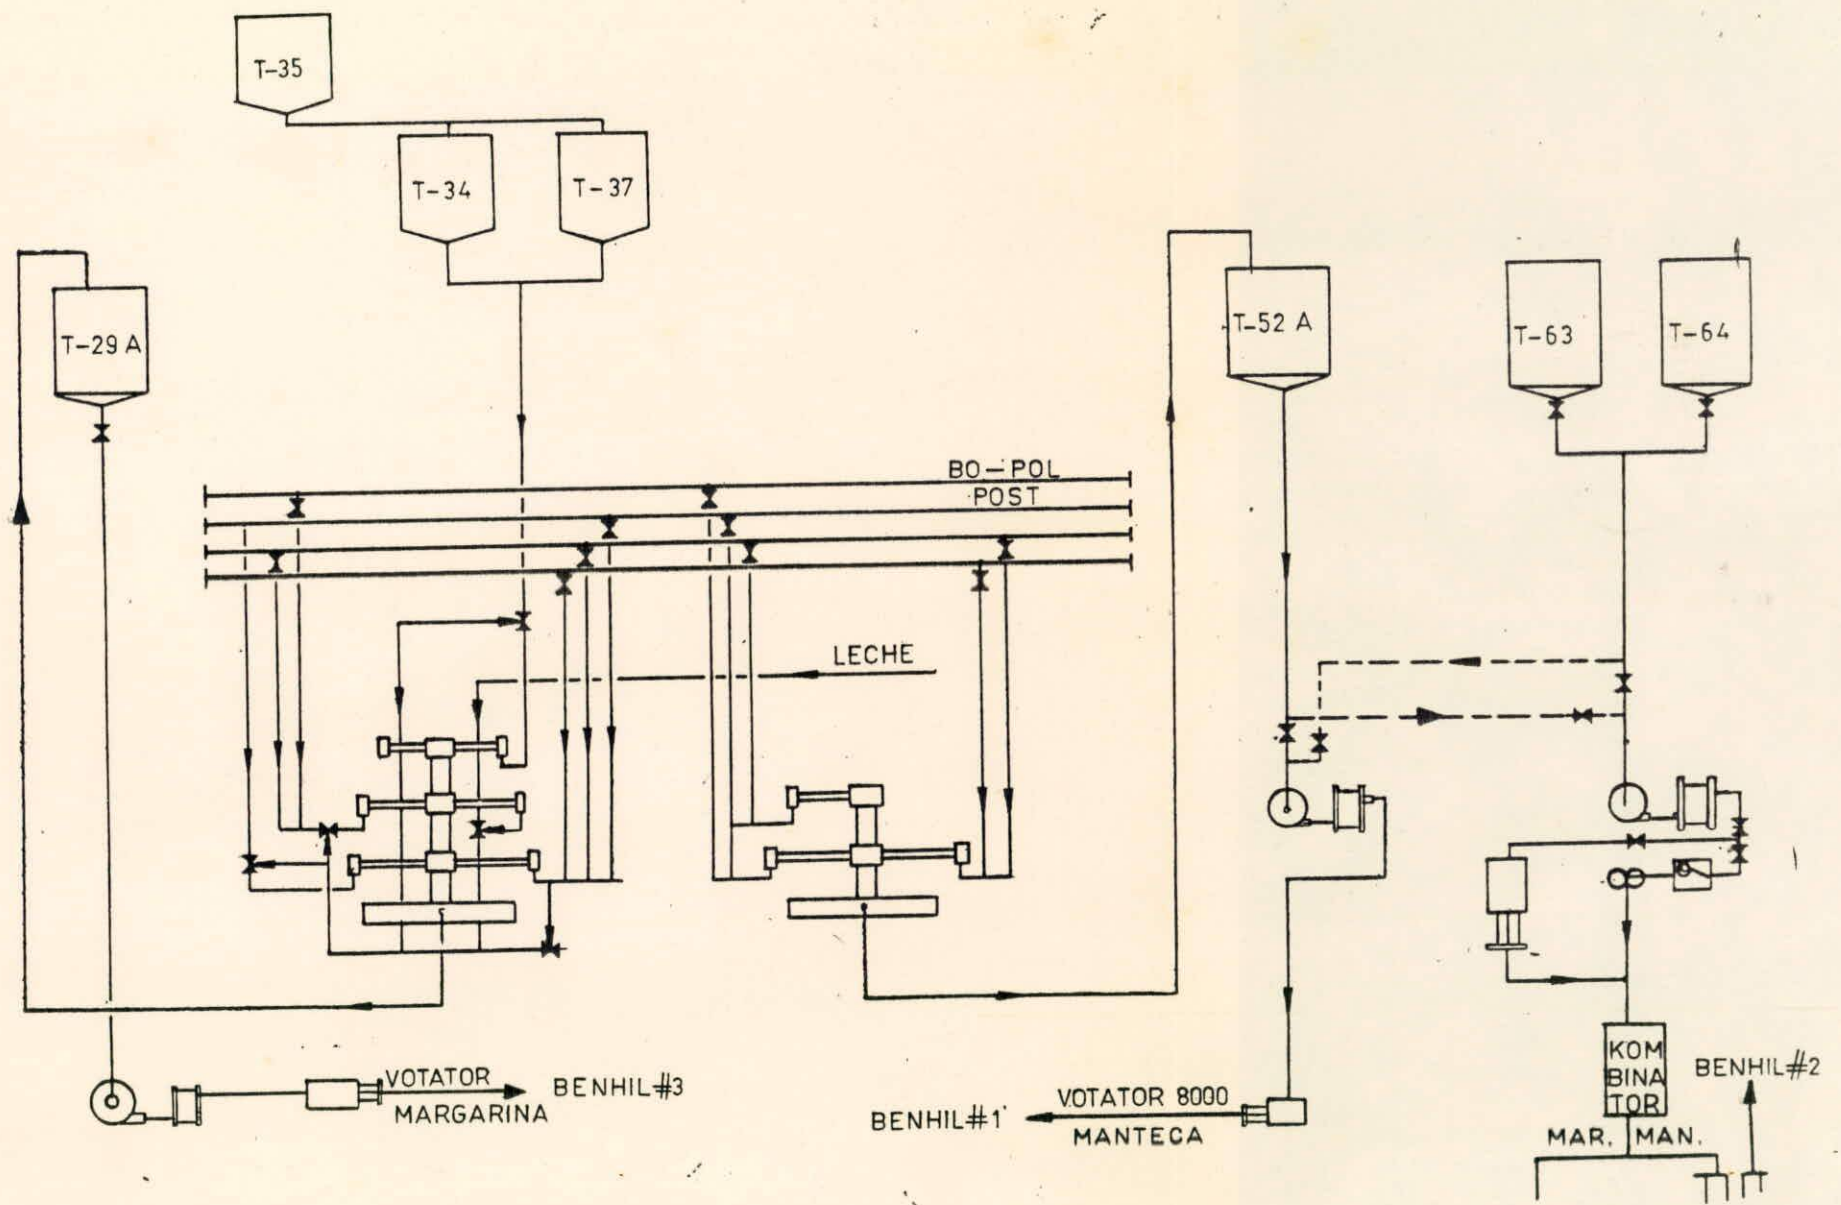 T-35
T-34
T-37
T-29 A
T-52 A
T-63
T-64
BO-POL
POST
LECHE
KOM
BINA
TOR
BENHIL#2
VOTATOR
MARGARINA
BENHIL#3
BENHIL#1
VOTATOR 8000
MANTECA
MAR. MAN.